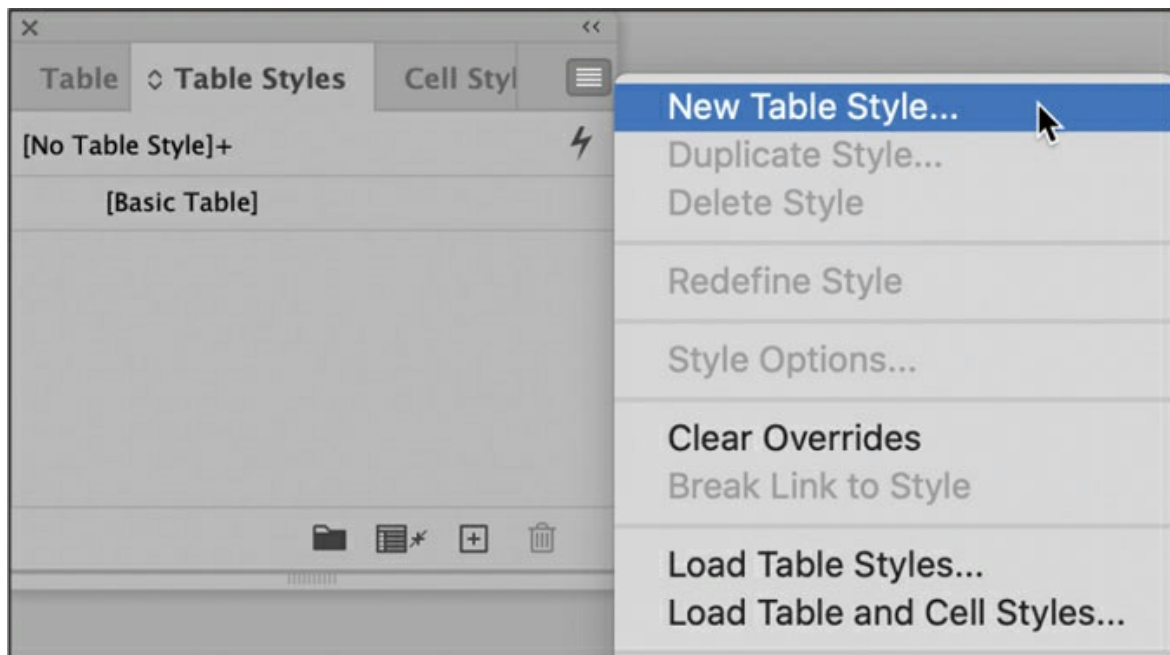 Table
Table Styles
Cell Styl
[No Table Style]+
[Basic Table]
New Table Style...
Duplicate Style...
Delete Style
Redefine Style
Style Options...
Clear Overrides
Break Link to Style
Load Table Styles...
Load Table and Cell Styles...